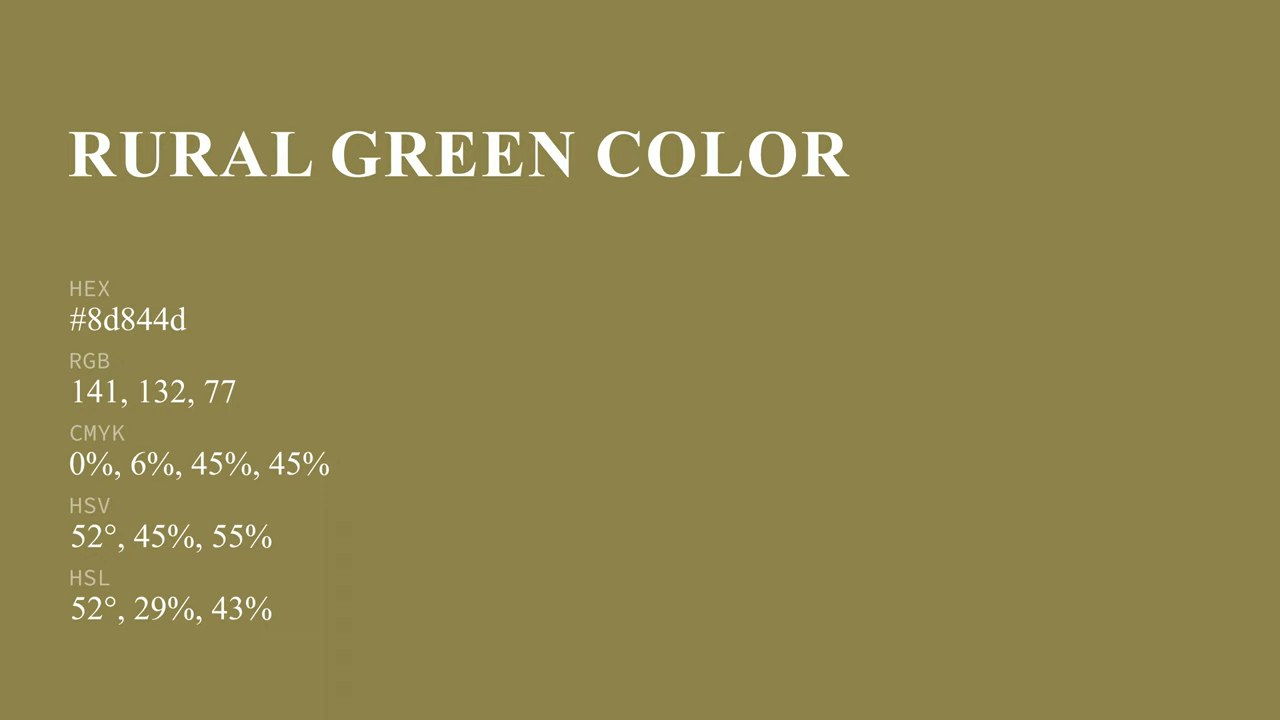 RURAL GREEN COLOR
HEX
#8d844d
RGB
141, 132, 77
CMYK
0%, 6%, 45%, 45%
HSV
52°, 45%, 55%
HSL
52°, 29%, 43%